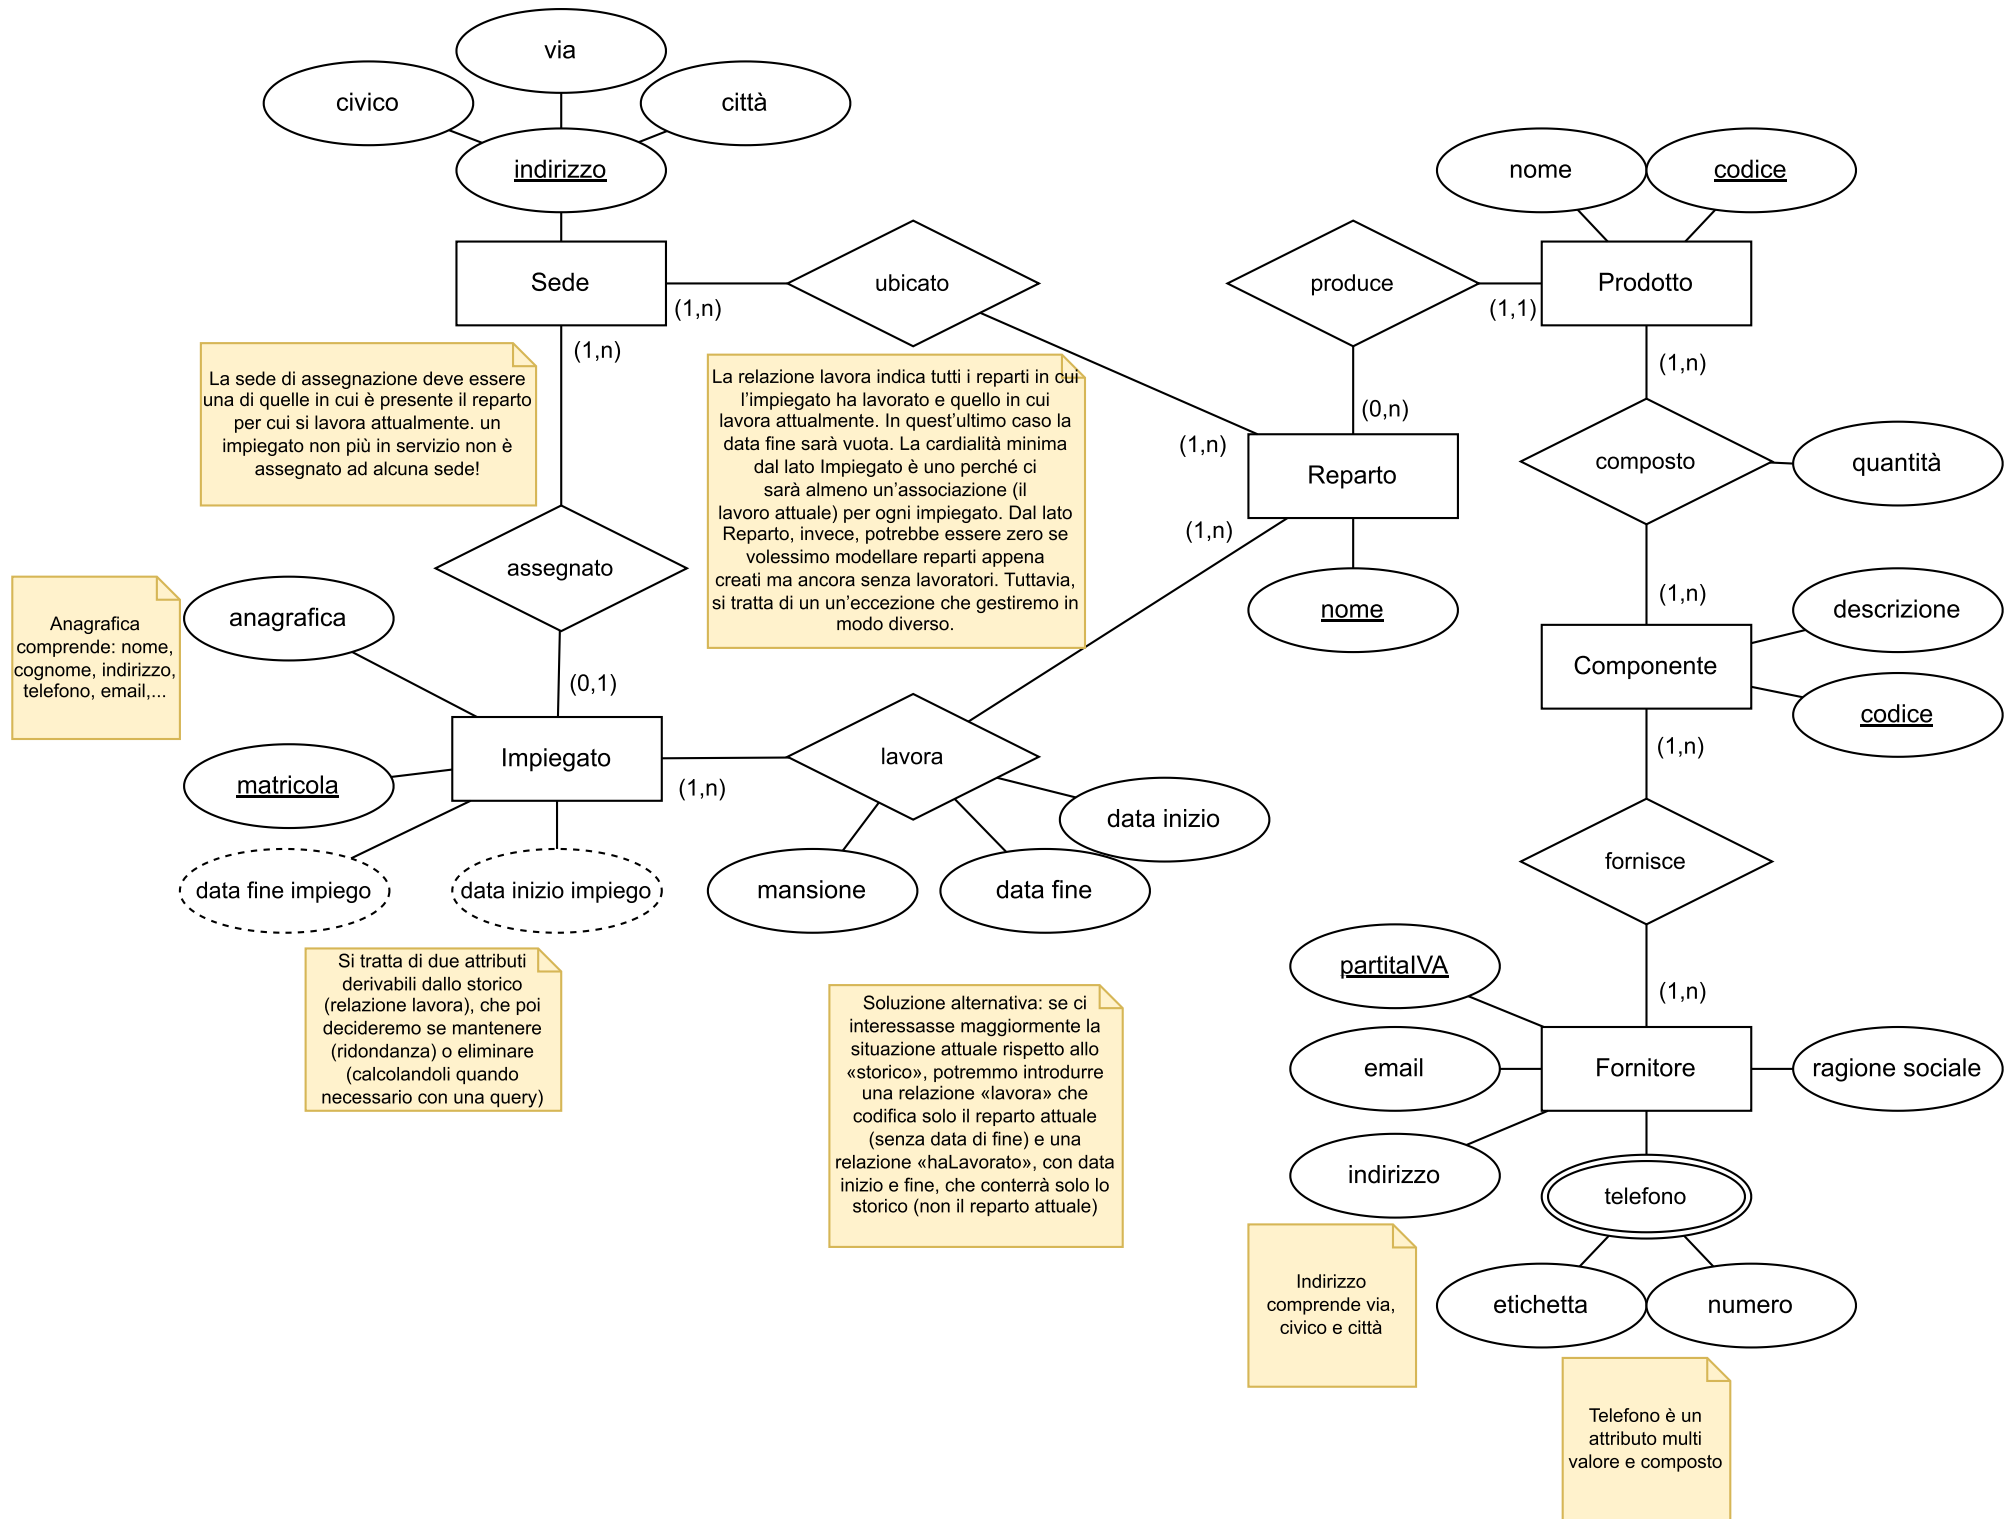 via
civico
città
indirizzo
nome
codice
Sede
ubicato
produce
Prodotto
(1,n)
(1,1)
(1,n)
(1,n)
La sede di assegnazione deve essere
una di quelle in cui è presente il reparto
per cui si lavora attualmente. un
impiegato non più in servizio non è
assegnato ad alcuna sede!
La relazione lavora indica tutti i reparti in cui
l'impiegato ha lavorato e quello in cui
lavora attualmente. In quest'ultimo caso la
data fine sarà vuota. La cardialità minima
dal lato Impiegato è uno perché ci
sarà almeno un'associazione (il
lavoro attuale) per ogni impiegato. Dal lato
Reparto, invece, potrebbe essere zero se
volessimo modellare reparti appena
creati ma ancora senza lavoratori. Tuttavia,
si tratta di un un'eccezione che gestiremo in
modo diverso.
(0,n)
(1,n)
Reparto
composto
quantità
(1,n)
assegnato
nome
(1,n)
descrizione
Componente
codice
Anagrafica
comprende: nome,
cognome, indirizzo,
telefono, email,...
anagrafica
(0,1)
Impiegato
lavora
(1,n)
(1,n)
matricola
data inizio
data fine impiego
data inizio impiego
mansione
data fine
fornisce
Si tratta di due attributi
derivabili dallo storico
(relazione lavora), che poi
decideremo se mantenere
(ridondanza) o eliminare
(calcolandoli quando
necessario con una query)
Soluzione alternativa: se ci
interessasse maggiormente la
situazione attuale rispetto allo
«storico», potremmo introdurre
una relazione «lavora» che
codifica solo il reparto attuale
(senza data di fine) e una
relazione «haLavorato», con data
inizio e fine, che conterrà solo lo
storico (non il reparto attuale)
partitaIVA
(1,n)
email
Fornitore
ragione sociale
indirizzo
telefono
etichetta
numero
Indirizzo
comprende via,
civico e città
Telefono è un
attributo multi
valore e composto